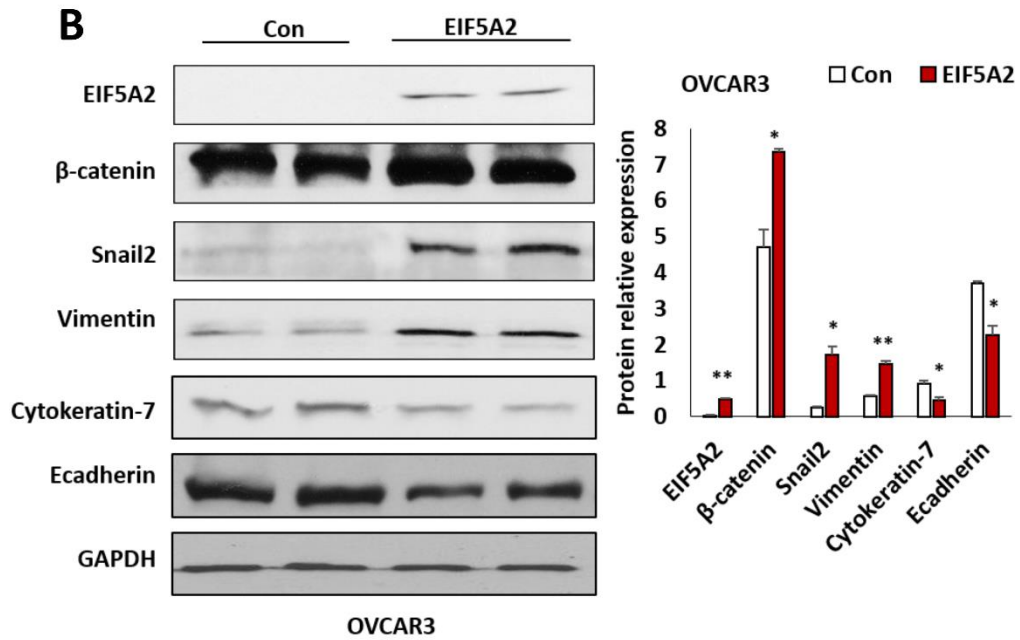 B
Con
EIF5A2
EIF5A2
β-catenin
Snail2
Vimentin
Cytokeratin-7
Ecadherin
GAPDH
OVCAR3
OVCAR3
Con
EIF5A2
Protein relative expression
8
7
6
5
4
3
2
1
0
**
*
*
**
*
*
EIF5A2
β-catenin
Snail2
Vimentin
Cytokeratin-7
Ecadherin